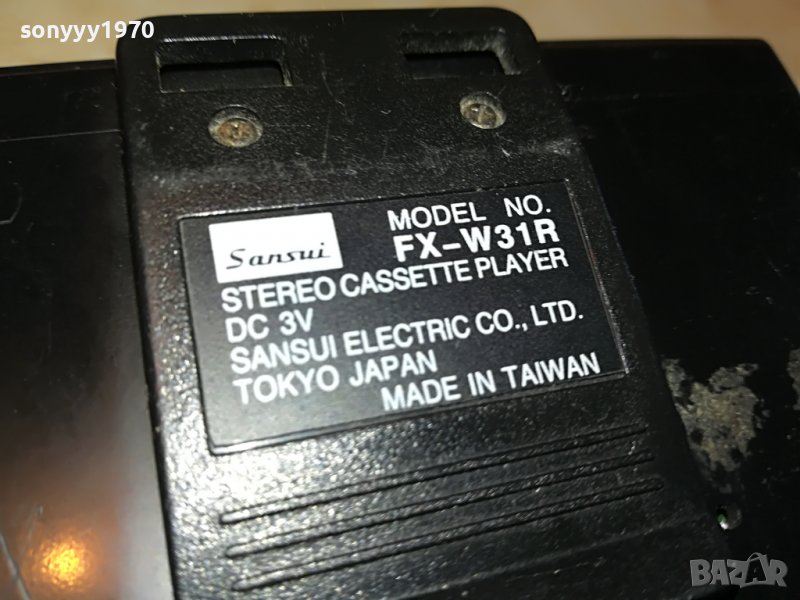 sonyyy1970
Sansui
MODEL NO.
FX-W31R
STEREO CASSETTE PLAYER
DC 3V
SANSUI ELECTRIC CO., LTD.
TOKYO JAPAN
MADE IN TAIWAN
BAZAR